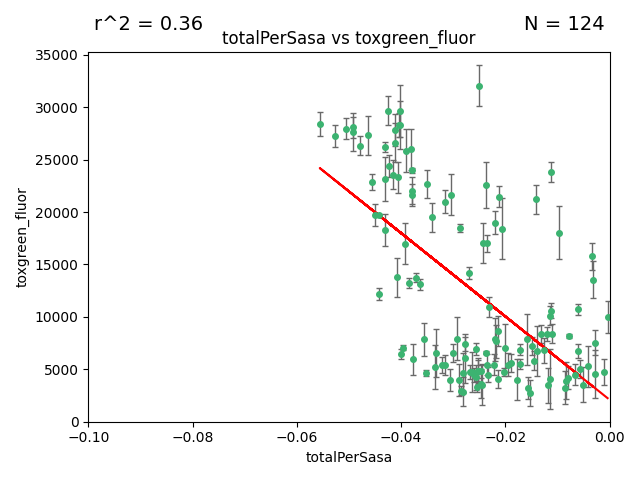 r^2 = 0.36
N = 124
totalPerSasa vs toxgreen_fluor
35000
30000
25000
20000
15000
10000
5000
0
toxgreen_fluor
−0.10
−0.08
−0.06
−0.04
−0.02
0.00
totalPerSasa